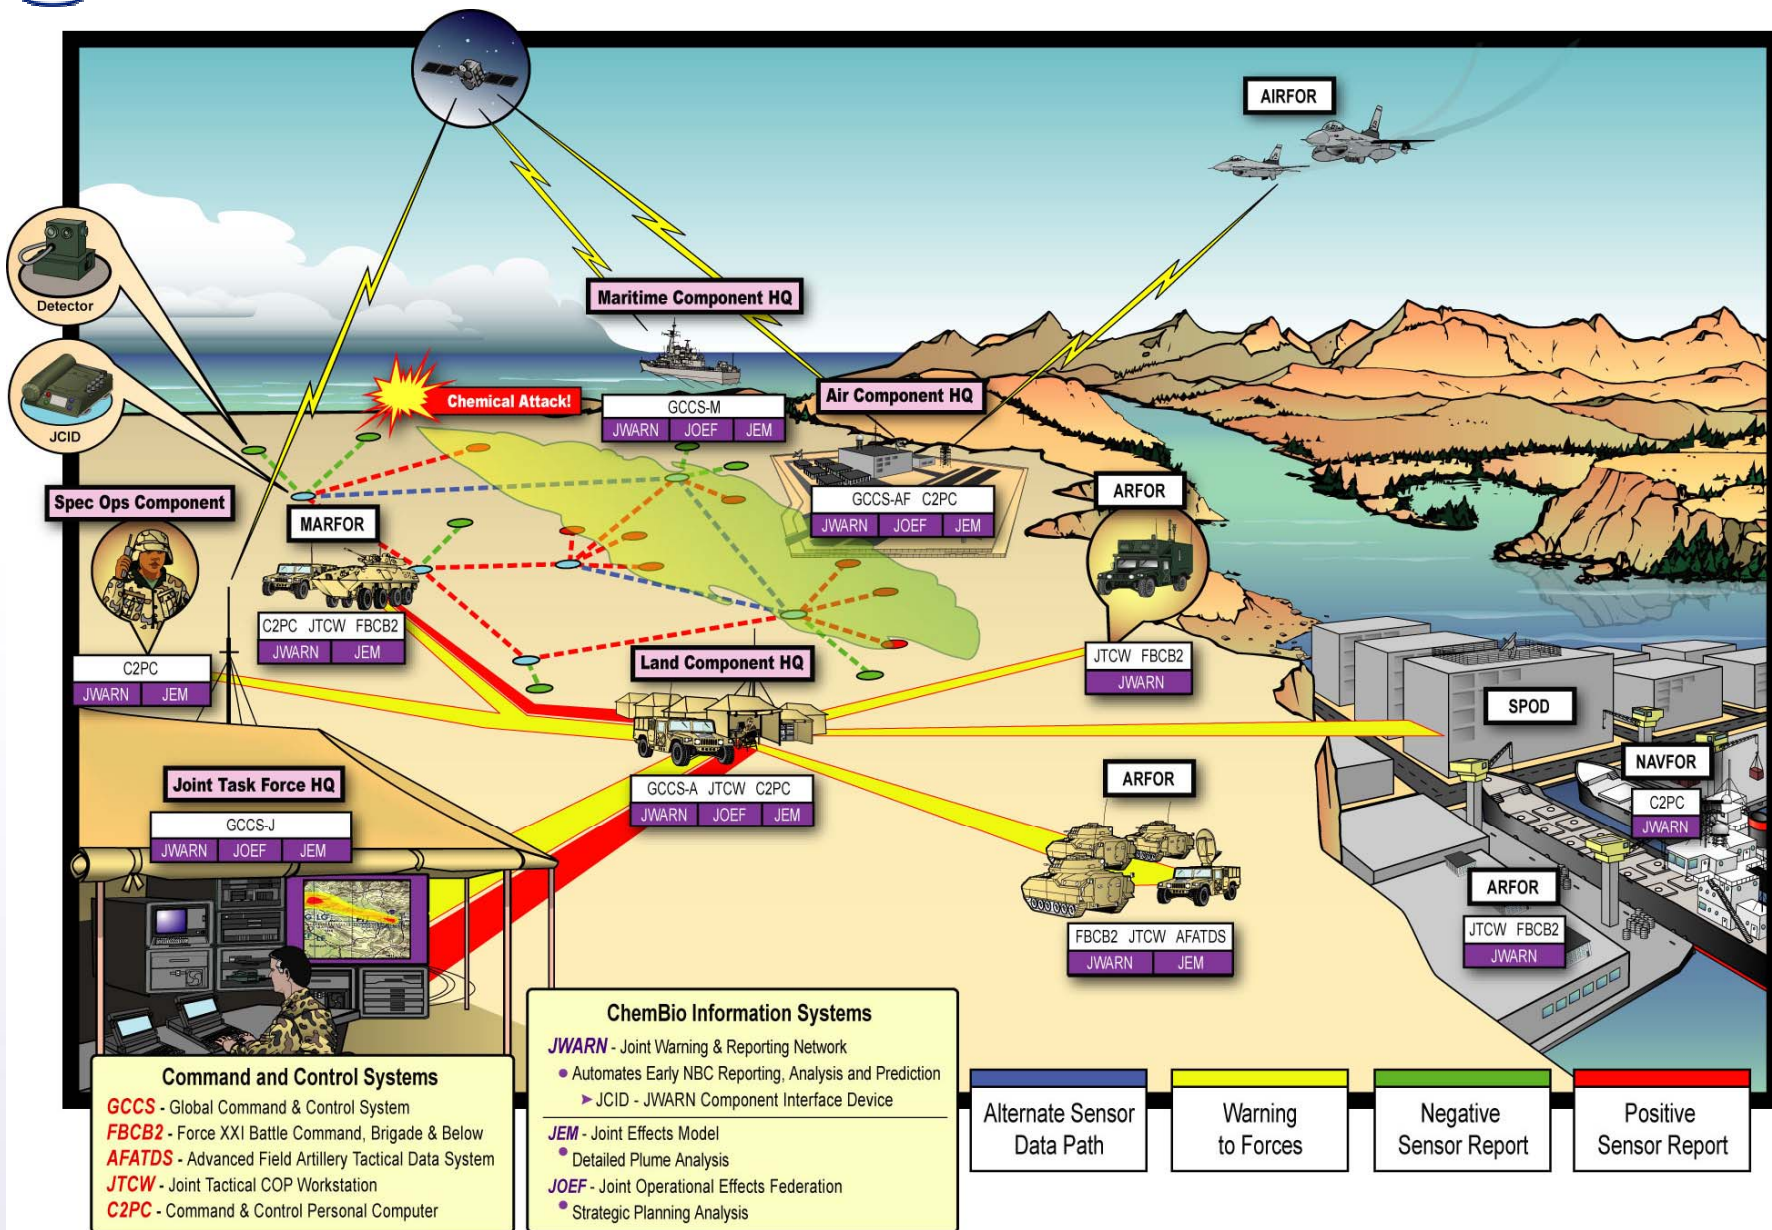 AIRFOR
Detector
Maritime Component HQ
JCID
Chemical Attack!
Air Component HQ
GCCS-M
JWARN JOEF JEM
Spec Ops Component
MARFOR
GCCS-AF C2PC
JWARN JOEF JEM
ARFOR
C2PC JTCW FBCB2
JWARN JEM
C2PC
JWARN JEM
Land Component HQ
JTCW FBCB2
JWARN
SPOD
Joint Task Force HQ
GCCS-J
JWARN JOEF JEM
GCCS-A JTCW C2PC
JWARN JOEF JEM
ARFOR
NAVFOR
C2PC
JWARN
FBCB2 JTCW AFATDS
JWARN JEM
ARFOR
JTCW FBCB2
JWARN
Command and Control Systems
GCCS - Global Command & Control System
FBCB2 - Force XXI Battle Command, Brigade & Below
AFATDS - Advanced Field Artillery Tactical Data System
JTCW - Joint Tactical COP Workstation
C2PC - Command & Control Personal Computer
ChemBio Information Systems
JWARN - Joint Warning & Reporting Network
• Automates Early NBC Reporting, Analysis and Prediction
➤ JCID - JWARN Component Interface Device
JEM - Joint Effects Model
• Detailed Plume Analysis
JOEF - Joint Operational Effects Federation
• Strategic Planning Analysis
Alternate Sensor
Data Path
Warning
to Forces
Negative
Sensor Report
Positive
Sensor Report